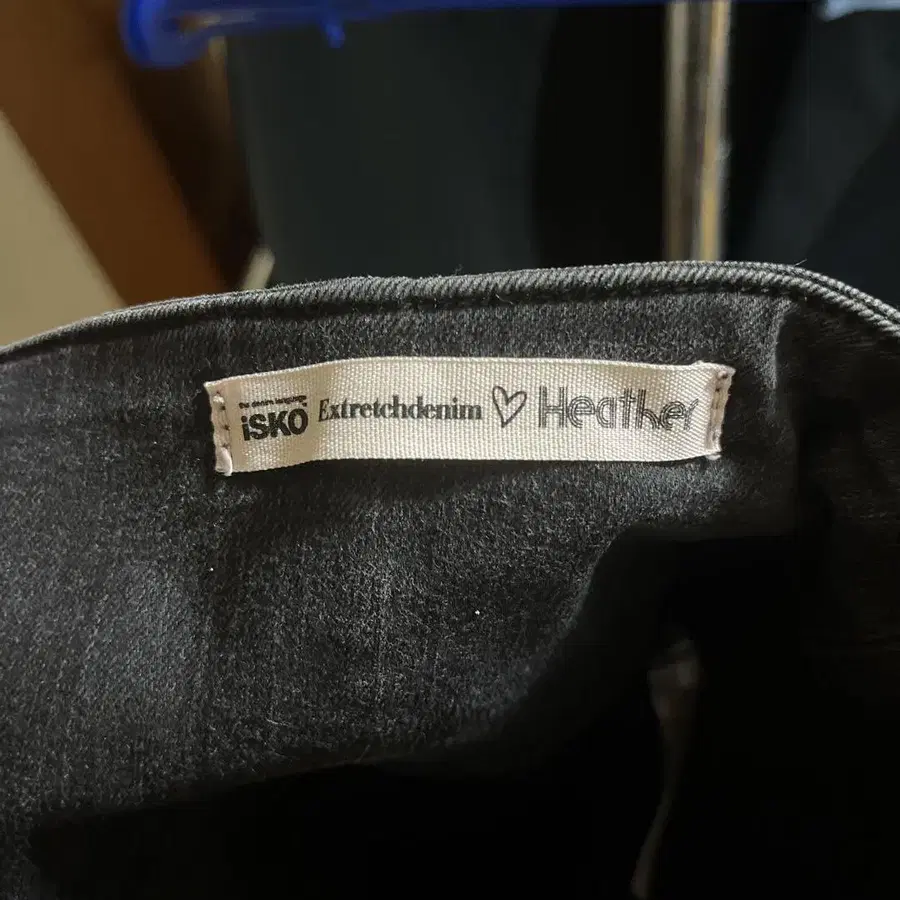 iSKO Extretchdenim ♡ Heather